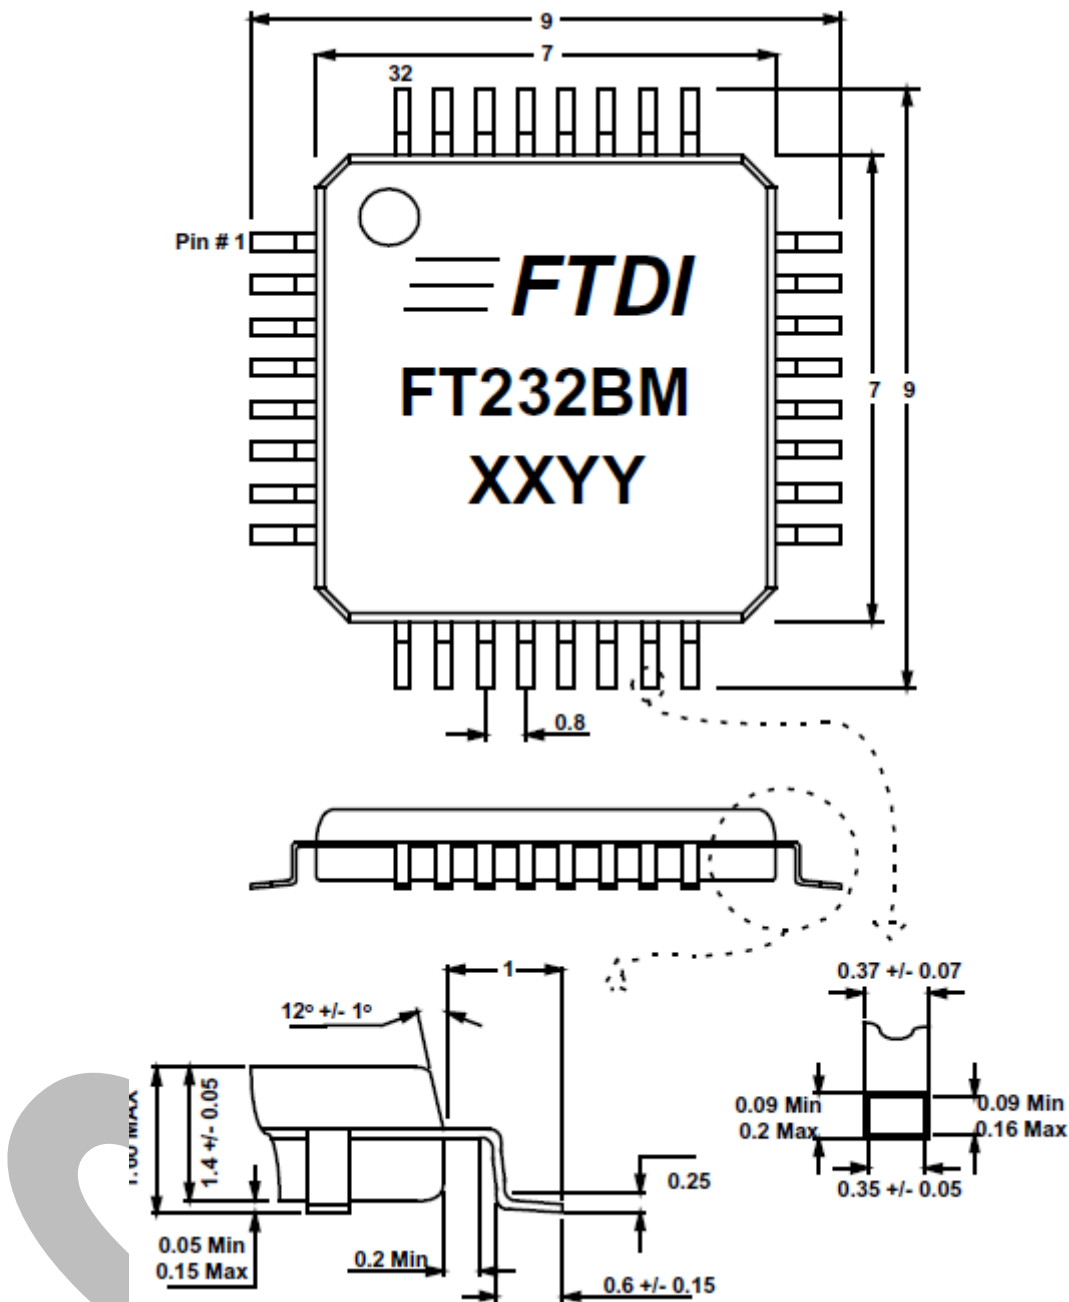 9
7
32
Pin # 1
FTDI
FT232BM
XXYY
7
9
0.8
1
12º +/- 1º
1.4 +/- 0.05
0.25
0.05 Min
0.15 Max
0.2 Min
0.6 +/- 0.15
0.37 +/- 0.07
0.09 Min
0.2 Max
0.09 Min
0.16 Max
0.35 +/- 0.05